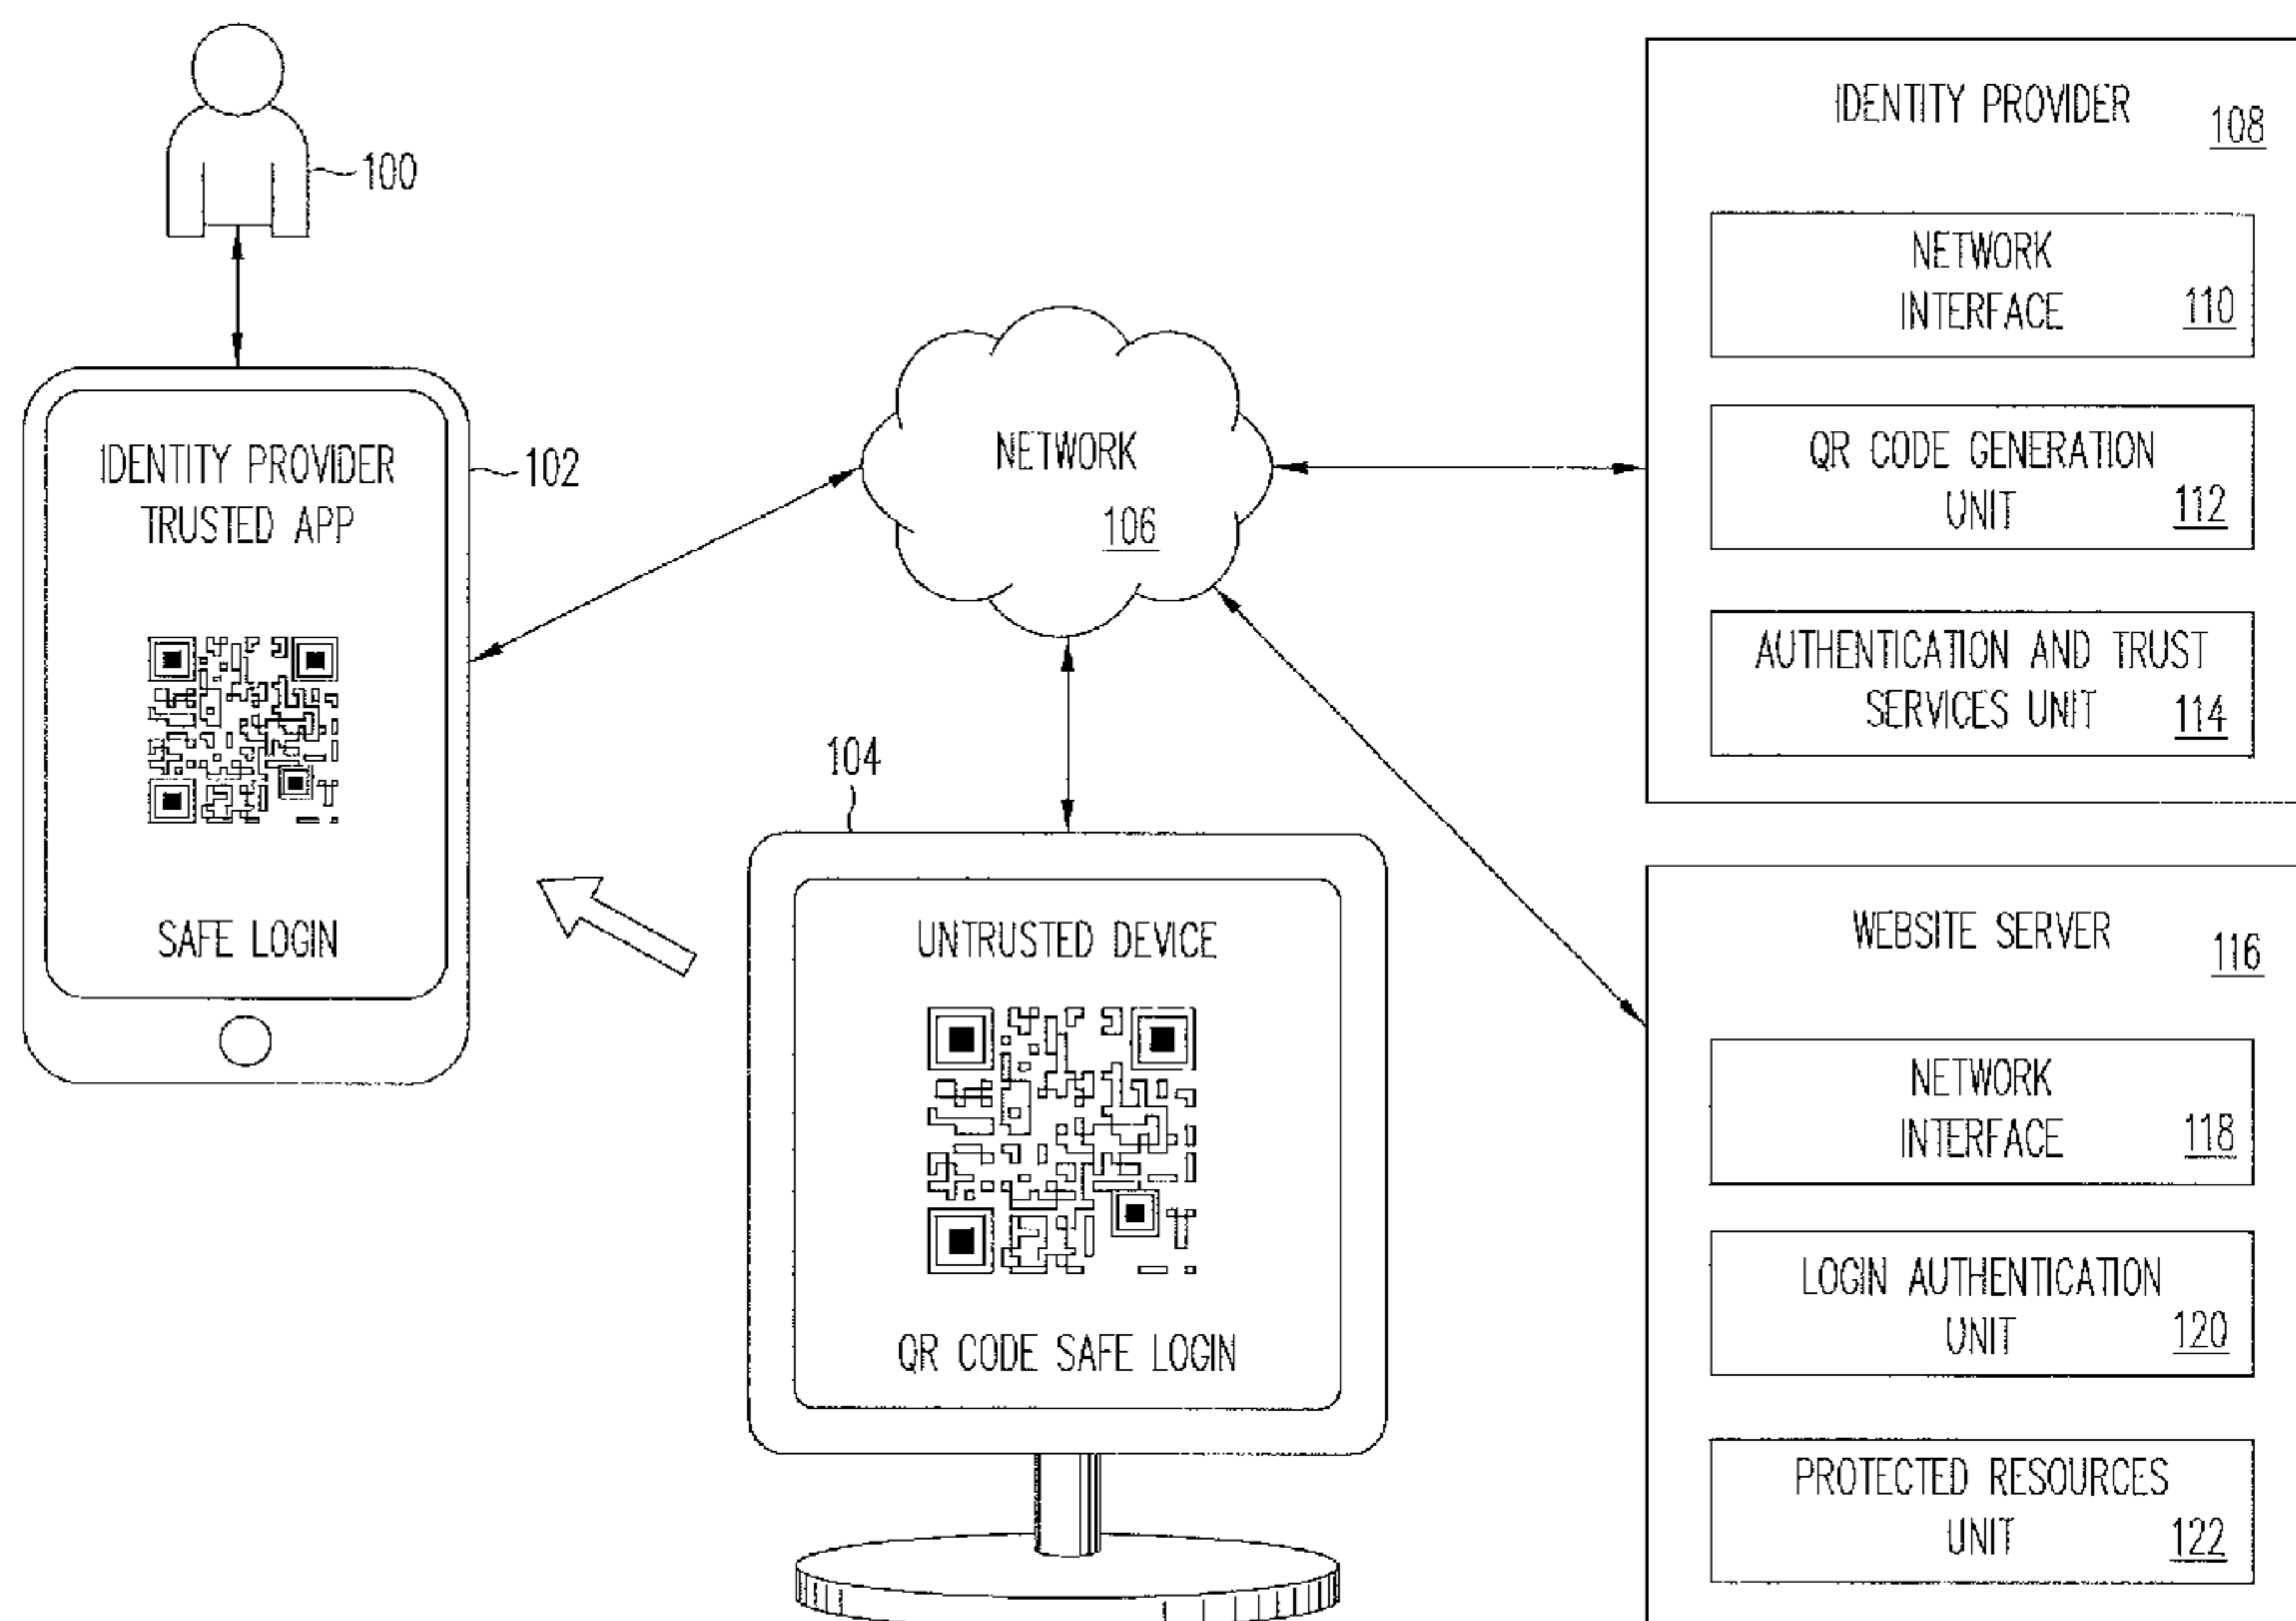 100
IDENTITY PROVIDER
TRUSTED APP
SAFE LOGIN
102
NETWORK
106
104
UNTRUSTED DEVICE
QR CODE SAFE LOGIN
IDENTITY PROVIDER
108
NETWORK
INTERFACE 110
QR CODE GENERATION
UNIT 112
AUTHENTICATION AND TRUST
SERVICES UNIT 114
WEBSITE SERVER
116
NETWORK
INTERFACE 118
LOGIN AUTHENTICATION
UNIT 120
PROTECTED RESOURCES
UNIT 122